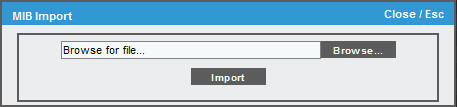 MIB Import Close / Esc
Browse for file... Browse...
Import